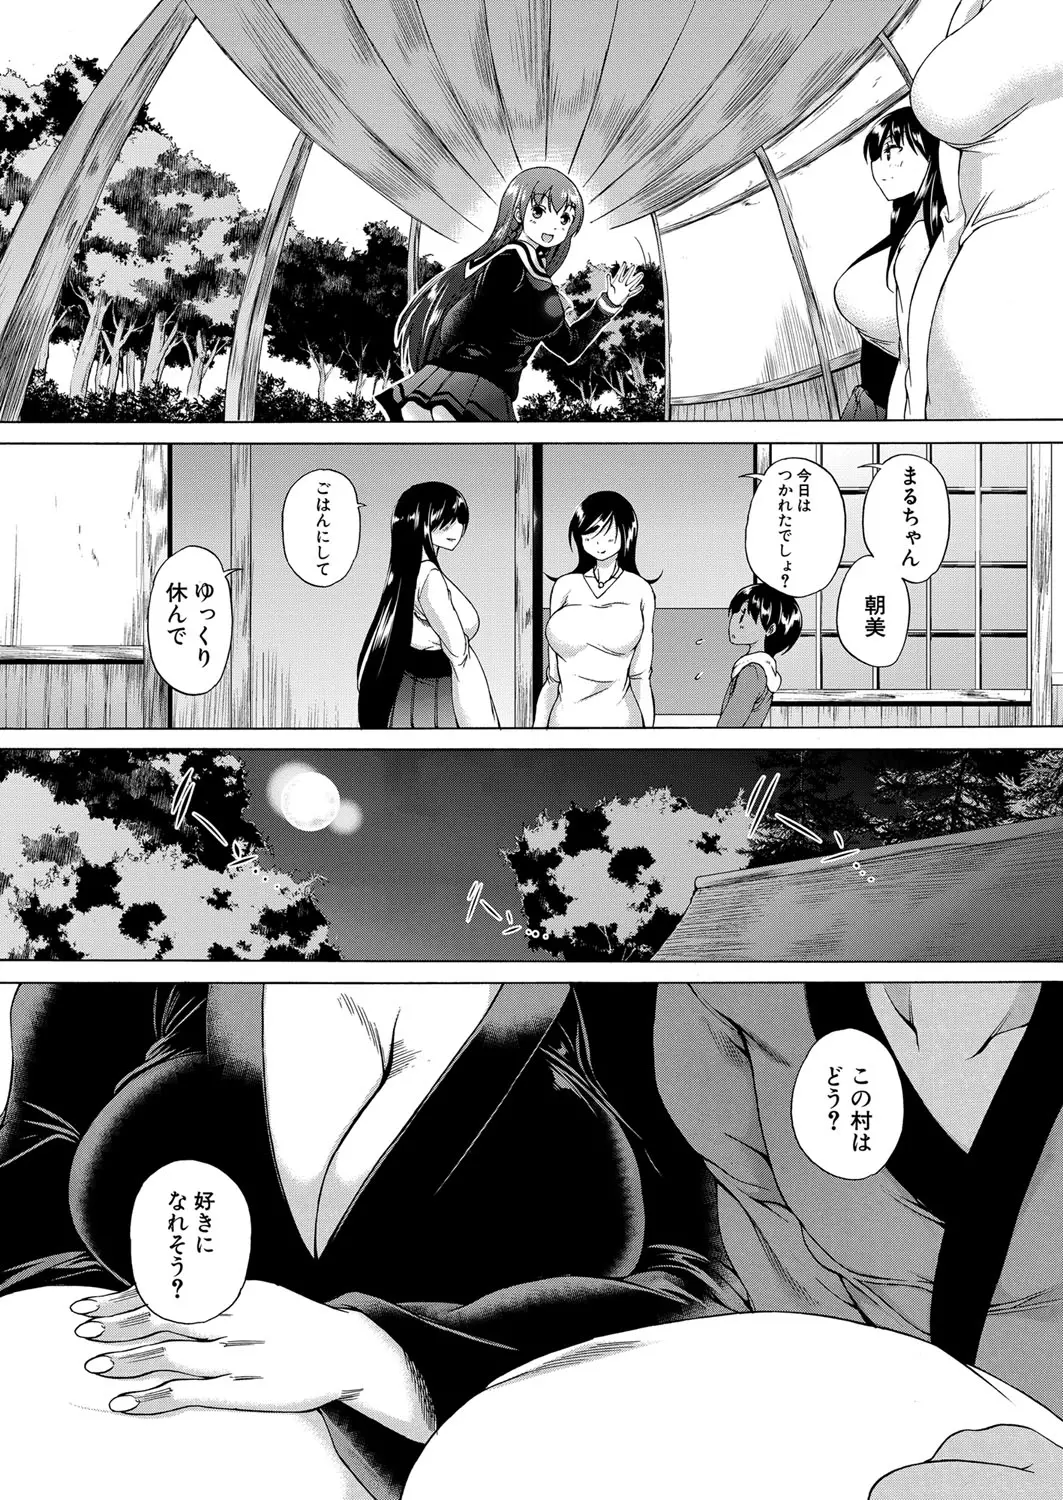 まるちゃん
朝美
今日は
つかれたでしょ?
ごはんにして
ゆっくり
休んで
この村は
どう?
好きに
なれそう?